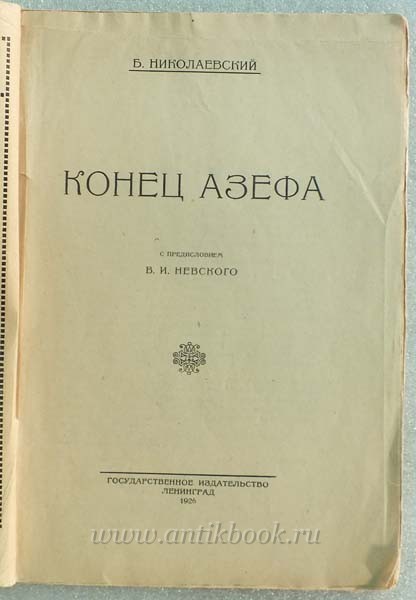 Б. НИКОЛАЕВСКИЙ
КОНЕЦ АЗЕФА
С ПРЕДИСЛОВИЕМ
В. И. НЕВСКОГО
ГОСУДАРСТВЕННОЕ ИЗДАТЕЛЬСТВО
ЛЕНИНГРАД
1926
www.antikbook.ru